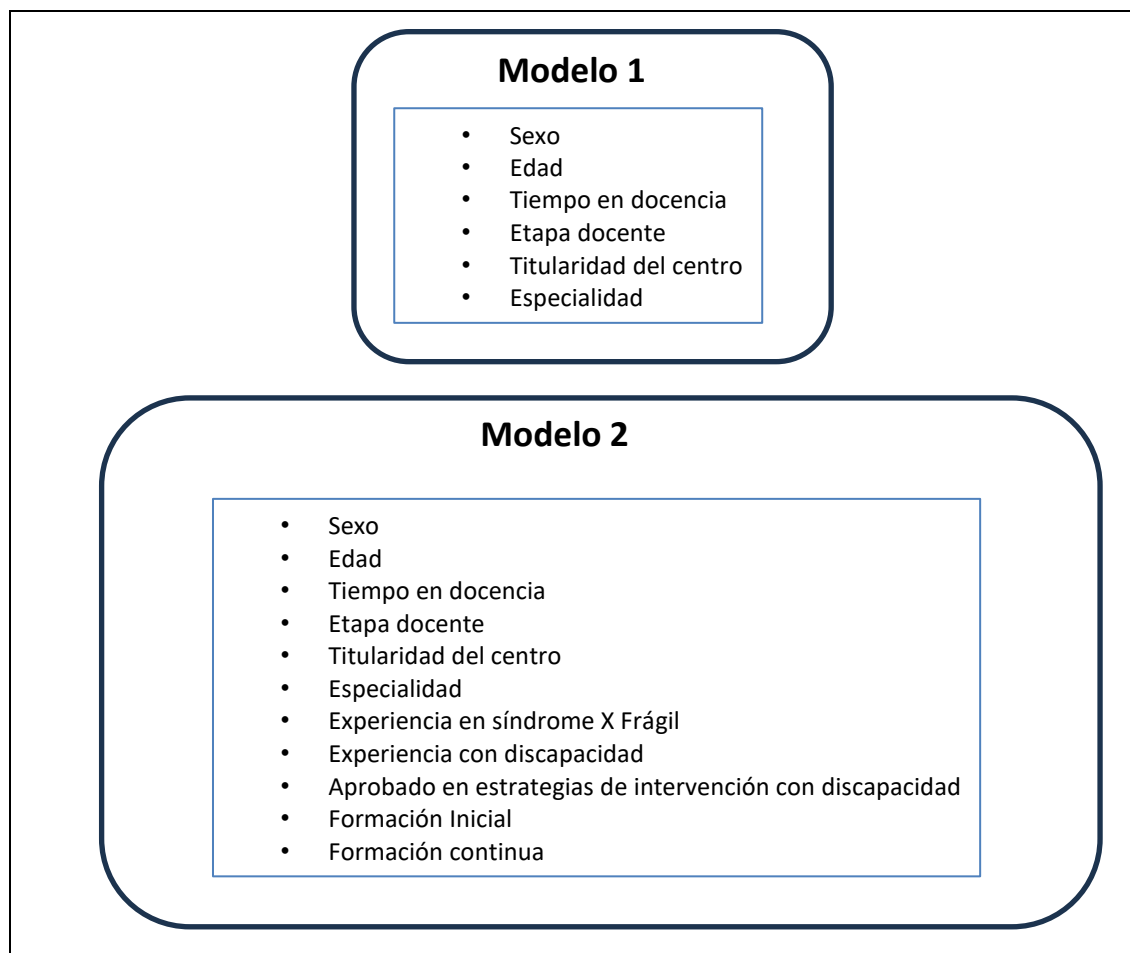 Modelo 1
• Sexo
• Edad
• Tiempo en docencia
• Etapa docente
• Titularidad del centro
• Especialidad
Modelo 2
• Sexo
• Edad
• Tiempo en docencia
• Etapa docente
• Titularidad del centro
• Especialidad
• Experiencia en síndrome X Frágil
• Experiencia con discapacidad
• Aprobado en estrategias de intervención con discapacidad
• Formación Inicial
• Formación continua